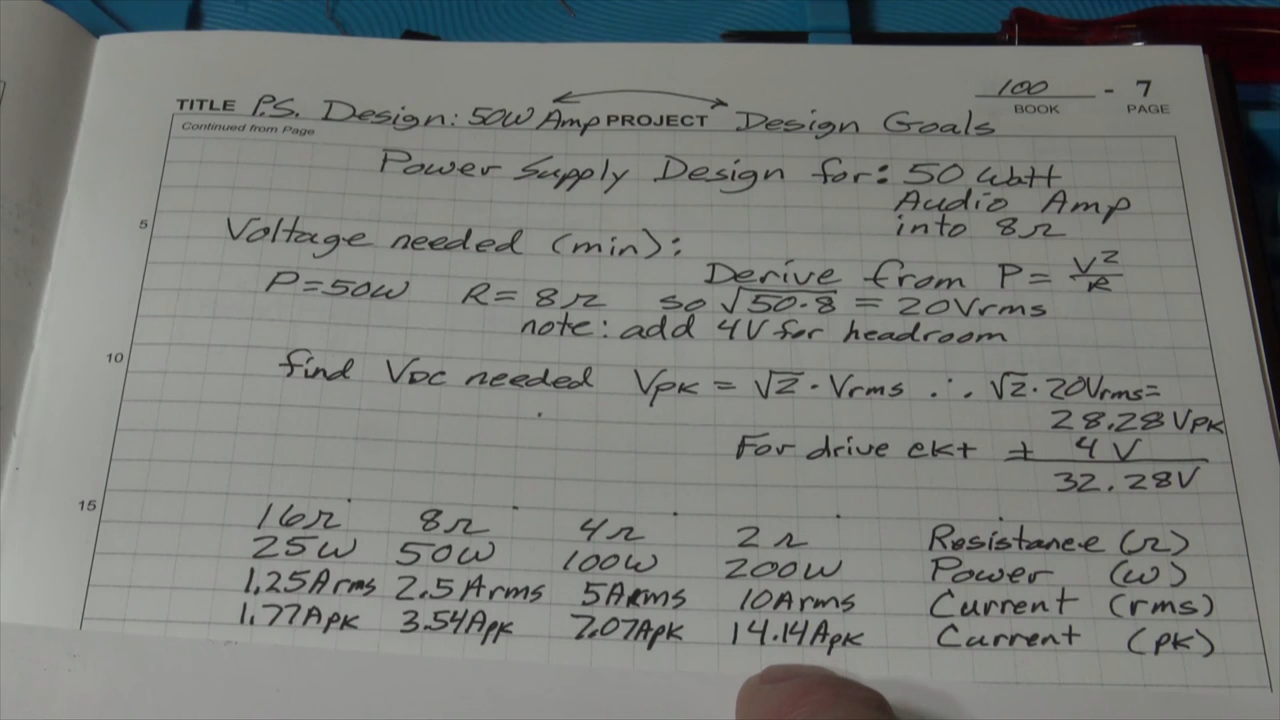 100 - 7
BOOK PAGE
TITLE P.S. Design: 50W Amp PROJECT Design Goals
Continued from Page
Power Supply Design for: 50 Watt
Audio Amp
into 8Ω
5
Voltage needed (min):
Derive from P = V²/R
P=50W R= 8Ω so √50·8 = 20Vrms
note: add 4V for headroom
10
find VDC needed Vpk = √2 · Vrms ∴ √2 · 20Vrms=
28.28 Vpk
For drive ckt + 4 V
32.28V
15
16Ω 8Ω 4Ω 2Ω Resistance (Ω)
25W 50W 100W 200W Power (W)
1.25Arms 2.5Arms 5Arms 10Arms Current (rms)
1.77Apk 3.54Apk 7.07Apk 14.14Apk Current (pk)